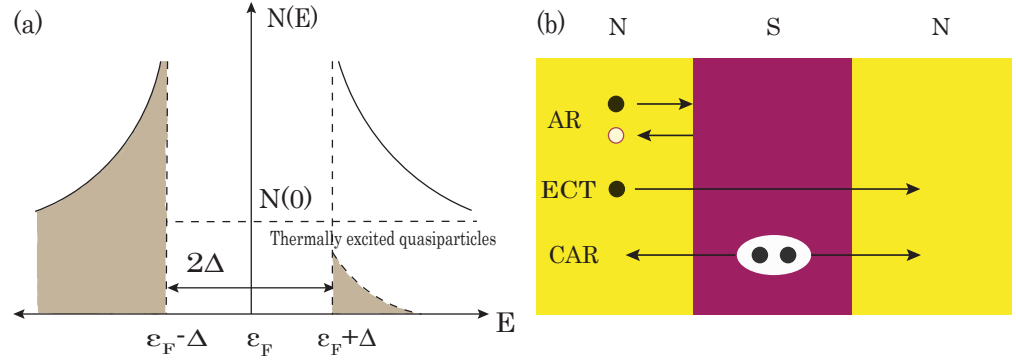 (a)
N(E)
N(0)
Thermally excited quasiparticles
2Δ
E
ε_F-Δ
ε_F
ε_F+Δ
(b)
N
S
N
AR
ECT
CAR